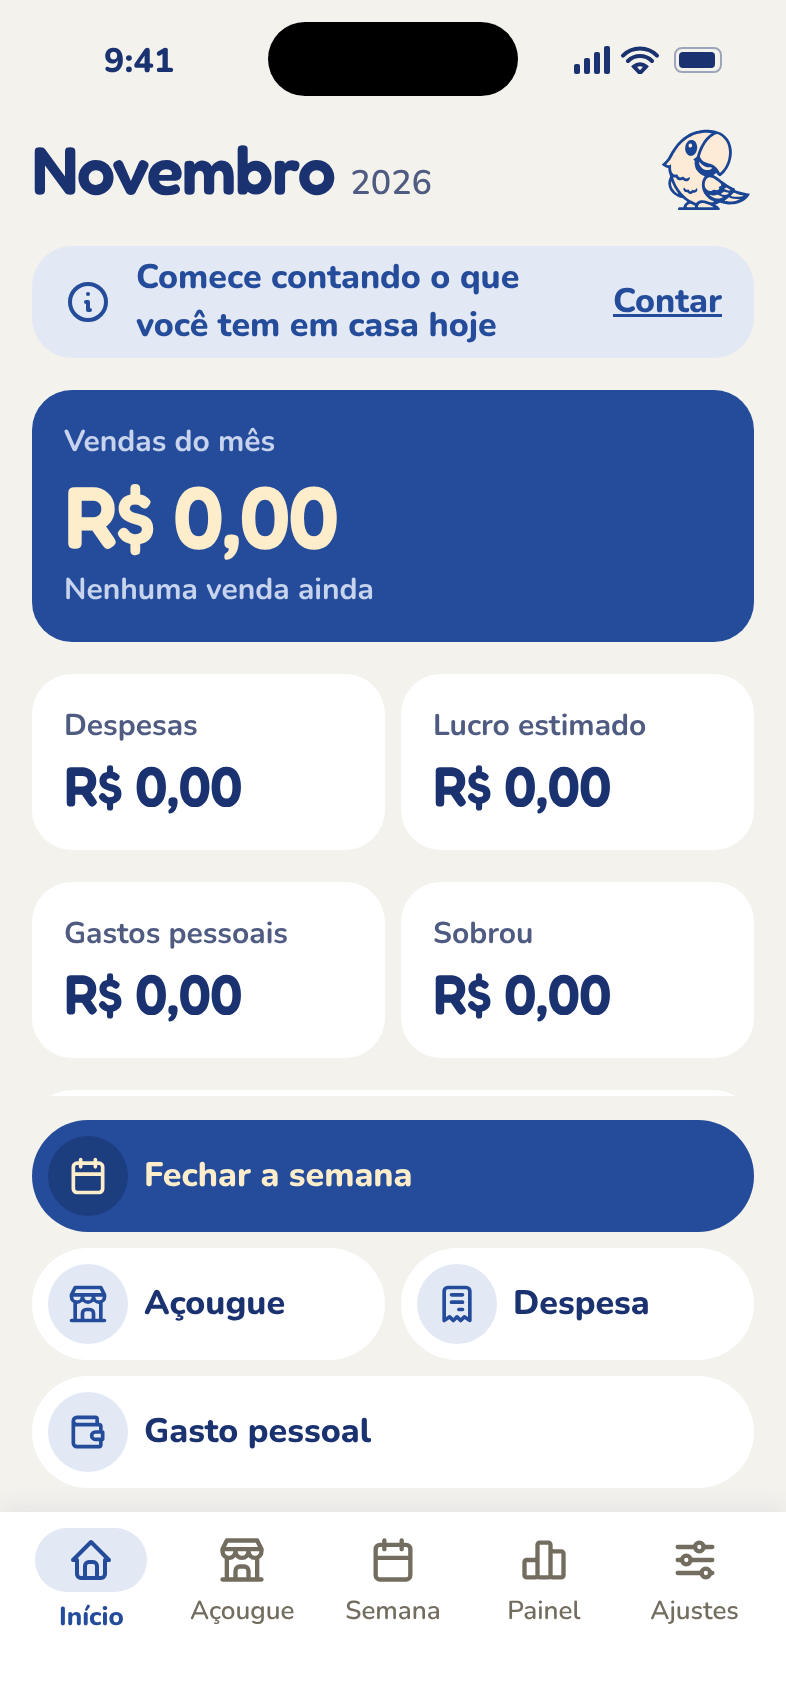 9:41
Novembro 2026
Comece contando o que
você tem em casa hoje
Contar
Vendas do mês
R$ 0,00
Nenhuma venda ainda
Despesas
R$ 0,00
Lucro estimado
R$ 0,00
Gastos pessoais
R$ 0,00
Sobrou
R$ 0,00
Fechar a semana
Açougue
Despesa
Gasto pessoal
Início
Açougue
Semana
Painel
Ajustes